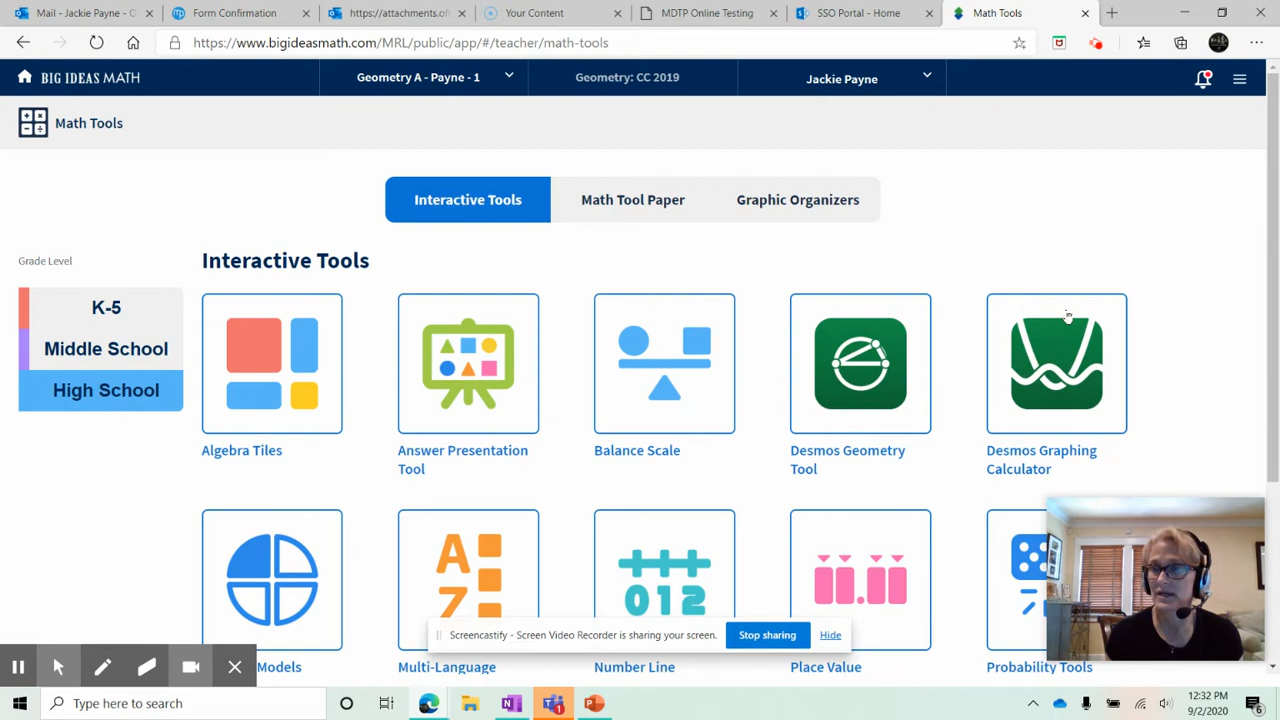 Mail - Jackie Payne - O
Form Confirmation
https://attachments.of
Your Content
MDTP Online Testing
SSO Portal - Home
Math Tools
https://www.bigideasmath.com/MRL/public/app/#/teacher/math-tools
BIG IDEAS MATH
Geometry A - Payne - 1
Geometry: CC 2019
Jackie Payne
Math Tools
Interactive Tools
Math Tool Paper
Graphic Organizers
Grade Level
K-5
Middle School
High School
Interactive Tools
Algebra Tiles
Answer Presentation
Tool
Balance Scale
Desmos Geometry
Tool
Desmos Graphing
Calculator
A
Z
012
Models
Multi-Language
Number Line
Place Value
Probability Tools
Screencastify - Screen Video Recorder is sharing your screen.
Stop sharing
Hide
Type here to search
12:32 PM
9/2/2020
6